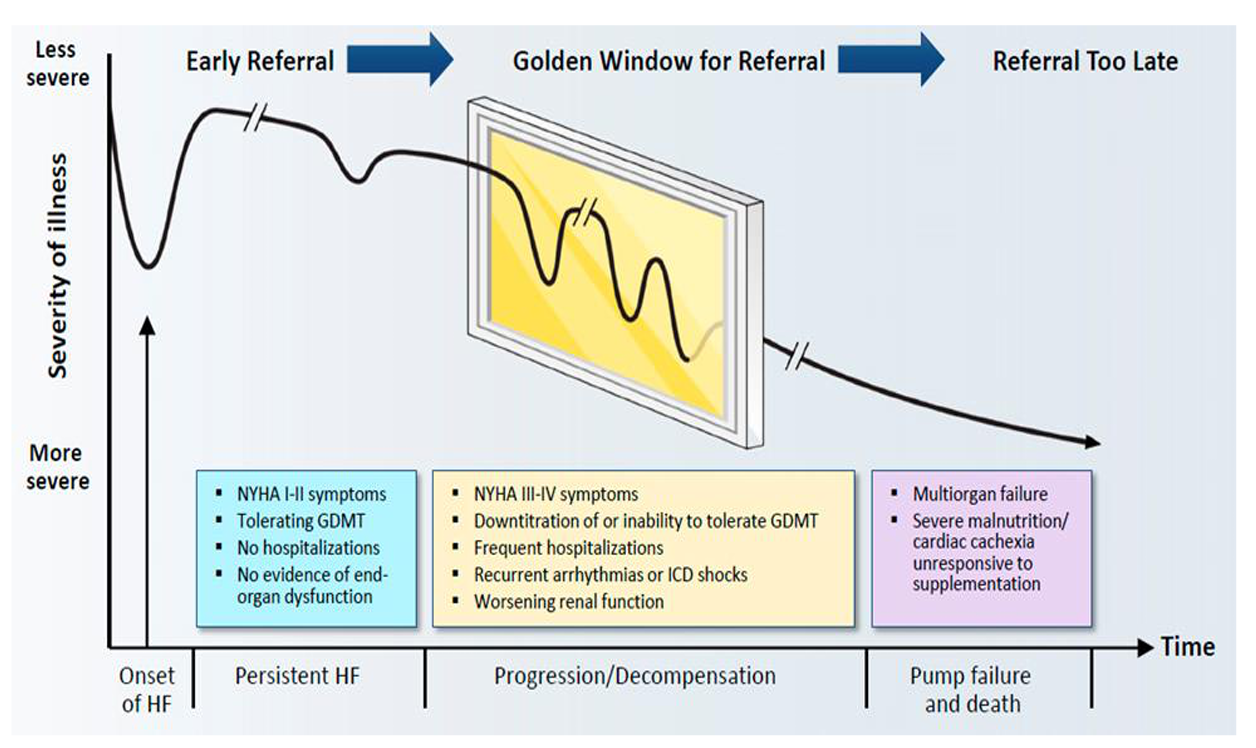 Less
severe
Early Referral
Golden Window for Referral
Referral Too Late
Severity of illness
More
severe
▪ NYHA I-II symptoms
▪ Tolerating GDMT
▪ No hospitalizations
▪ No evidence of end-
organ dysfunction
▪ NYHA III-IV symptoms
▪ Downtitration of or inability to tolerate GDMT
▪ Frequent hospitalizations
▪ Recurrent arrhythmias or ICD shocks
▪ Worsening renal function
▪ Multiorgan failure
▪ Severe malnutrition/
cardiac cachexia
unresponsive to
supplementation
Time
Onset
of HF
Persistent HF
Progression/Decompensation
Pump failure
and death